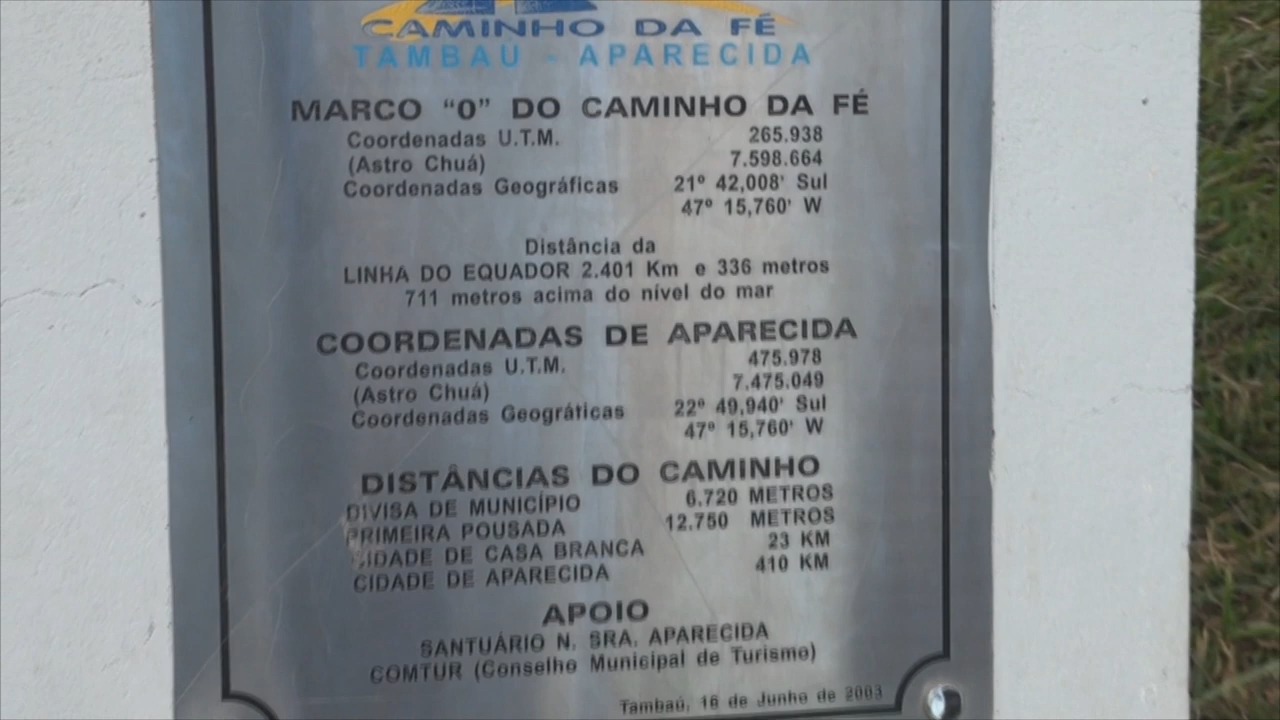 CAMINHO DA FÉ
TAMBAU - APARECIDA
MARCO "0" DO CAMINHO DA FÉ
Coordenadas U.T.M. 265.938
(Astro Chuá) 7.598.664
Coordenadas Geográficas 21º 42,008' Sul
47º 15,760' W
Distância da
LINHA DO EQUADOR 2.401 Km e 336 metros
711 metros acima do nível do mar
COORDENADAS DE APARECIDA
Coordenadas U.T.M. 475.978
(Astro Chuá) 7.475.049
Coordenadas Geográficas 22º 49,940' Sul
47º 15,760' W
DISTÂNCIAS DO CAMINHO
DIVISA DE MUNICÍPIO 6.720 METROS
PRIMEIRA POUSADA 12.750 METROS
CIDADE DE CASA BRANCA 23 KM
CIDADE DE APARECIDA 410 KM
APOIO
SANTUÁRIO N. SRA. APARECIDA
COMTUR (Conselho Municipal de Turismo)
Tambaú, 16 de Junho de 2003